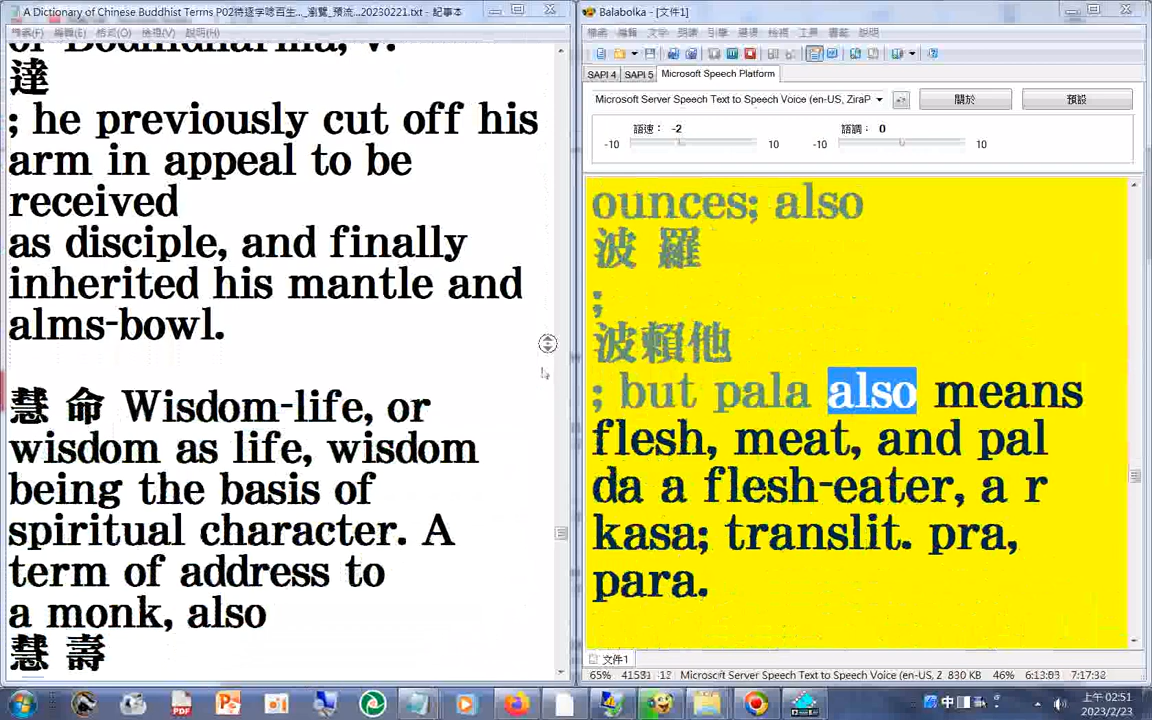 A Dictionary of Chinese Buddhist Terms
20230221.txt - 記事本
達
; he previously cut off his
arm in appeal to be
received
as disciple, and finally
inherited his mantle and
alms-bowl.
慧 命 Wisdom-life, or
wisdom as life, wisdom
being the basis of
spiritual character. A
term of address to
a monk, also
慧 壽
Balabolka - [文件1]
SAPI 4 SAPI 5 Microsoft Speech Platform
Microsoft Server Speech Text to Speech Voice (en-US, ZiraP
關於 預設
語速: -2 語調: 0
-10 10 -10 10
ounces; also
波 羅
;
波頼他
; but pala also means
flesh, meat, and pal
da a flesh-eater, a r
kasa; translit. pra,
para.
文件1
65% Microsoft Server Speech Text to Speech Voice (en-US, Z 830 KB 46% 6:13:03 7:17:33
上午 02:51
2023/2/23